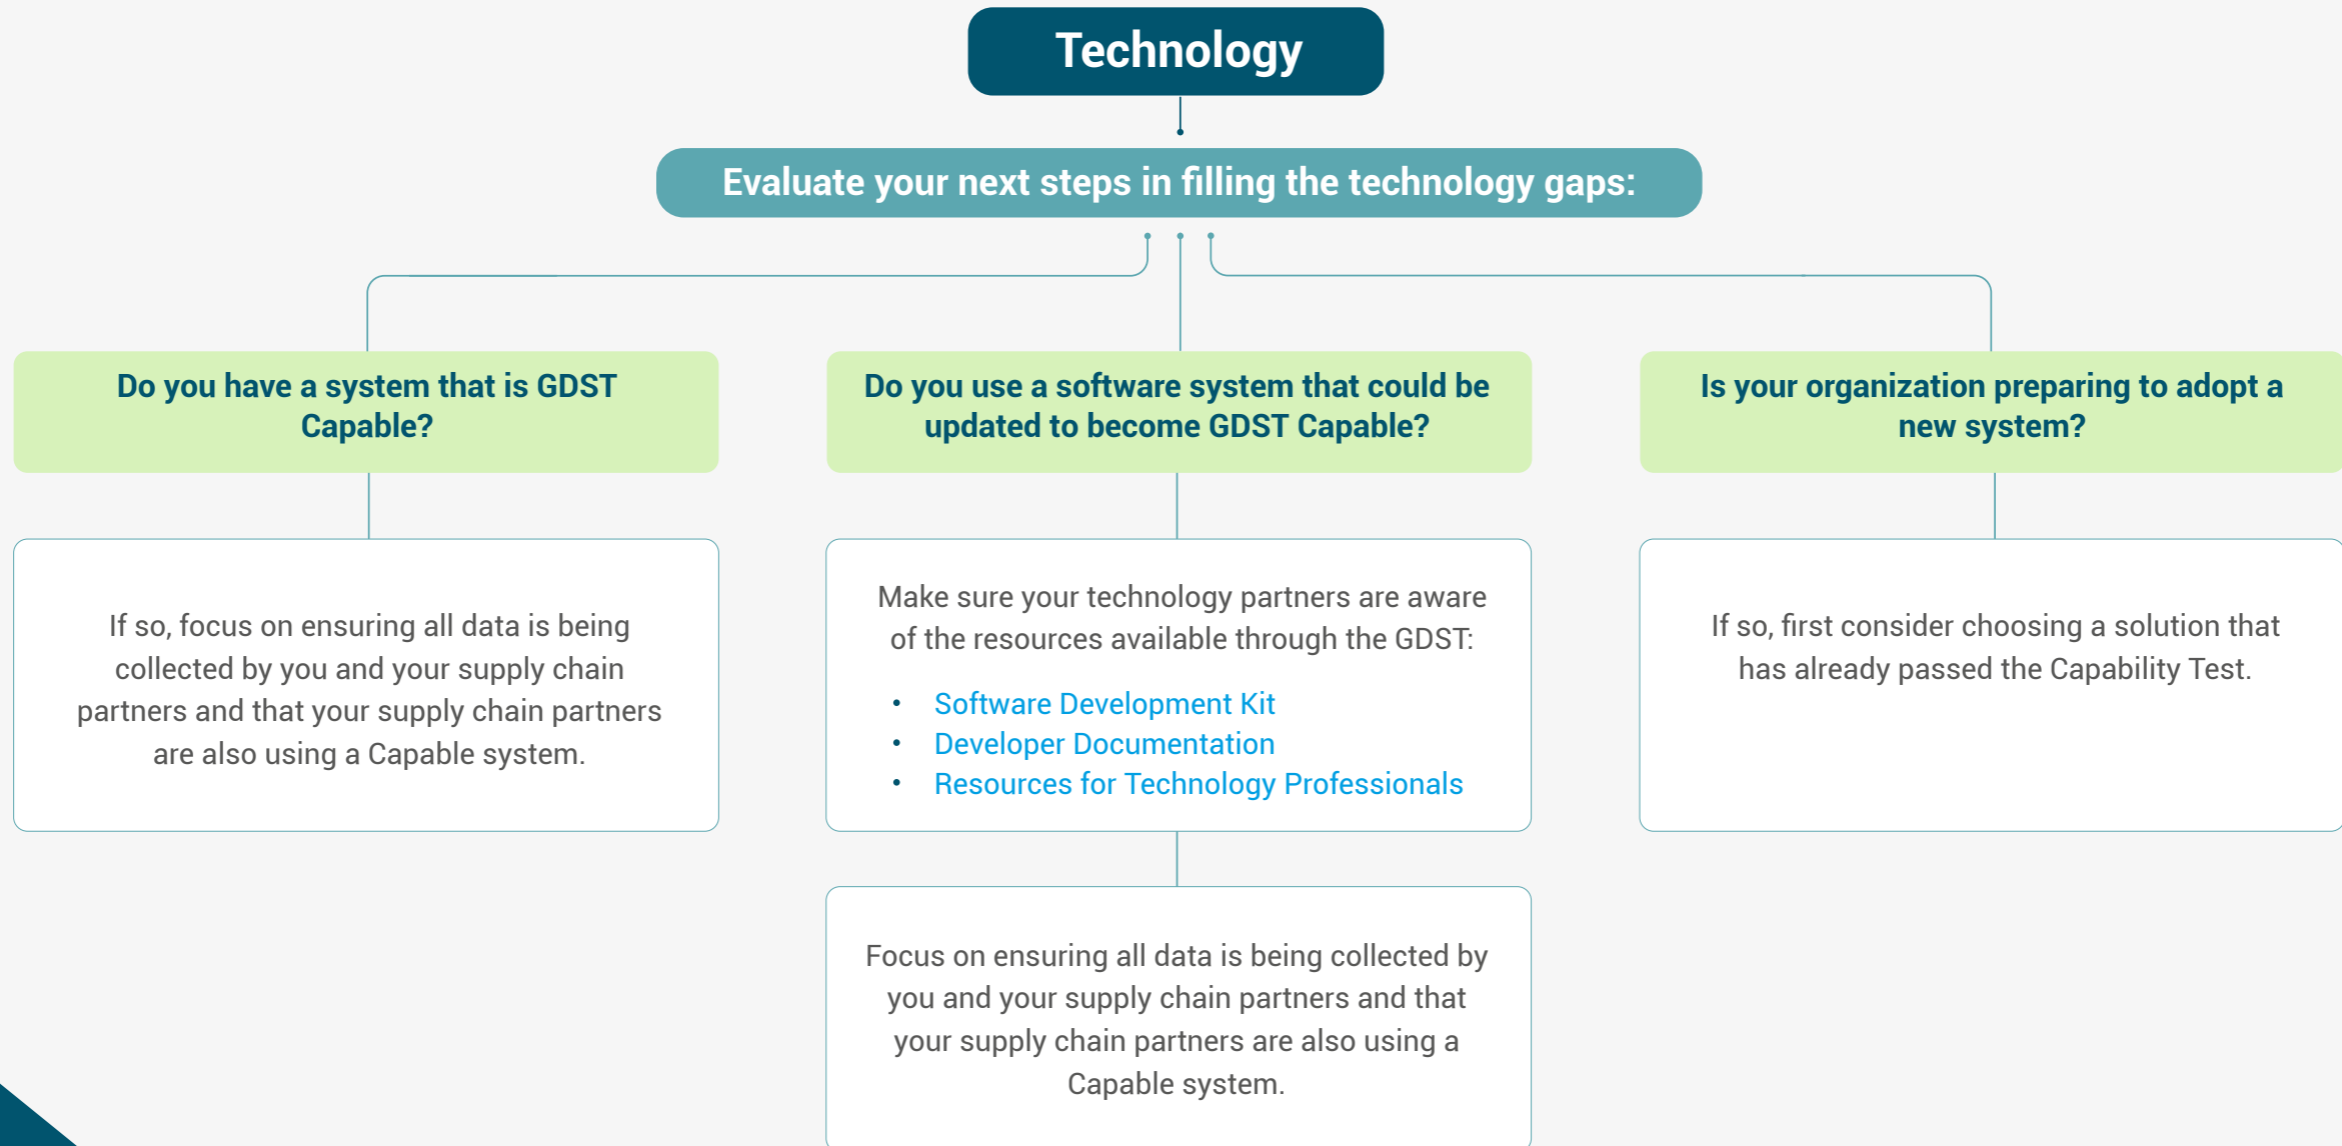 Technology
Evaluate your next steps in filling the technology gaps:
Do you have a system that is GDST
Capable?
If so, focus on ensuring all data is being
collected by you and your supply chain
partners and that your supply chain partners
are also using a Capable system.
Do you use a software system that could be
updated to become GDST Capable?
Make sure your technology partners are aware
of the resources available through the GDST:
• Software Development Kit
• Developer Documentation
• Resources for Technology Professionals
Focus on ensuring all data is being collected by
you and your supply chain partners and that
your supply chain partners are also using a
Capable system.
Is your organization preparing to adopt a
new system?
If so, first consider choosing a solution that
has already passed the Capability Test.